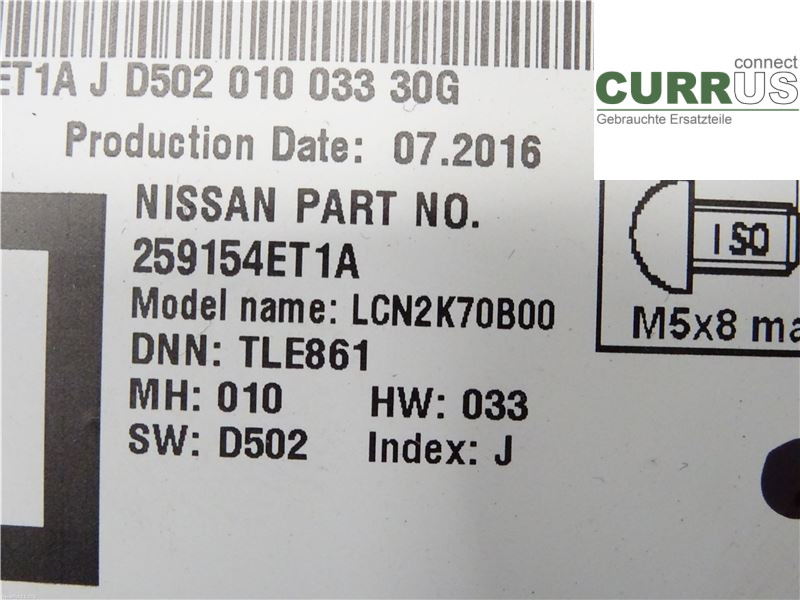 ET1A J D502 010 033 30G
connect
CURRUS
Gebrauchte Ersatzteile
Production Date: 07.2016
NISSAN PART NO.
259154ET1A
Model name: LCN2K70B00
DNN: TLE861
MH: 010 HW: 033
SW: D502 Index: J
ISO
M5x8 ma